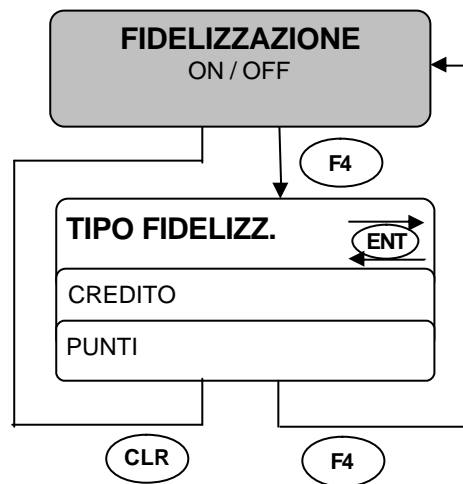 FIDELIZZAZIONE
ON / OFF
F4
TIPO FIDELIZZ.
ENT
CREDITO
PUNTI
CLR
F4